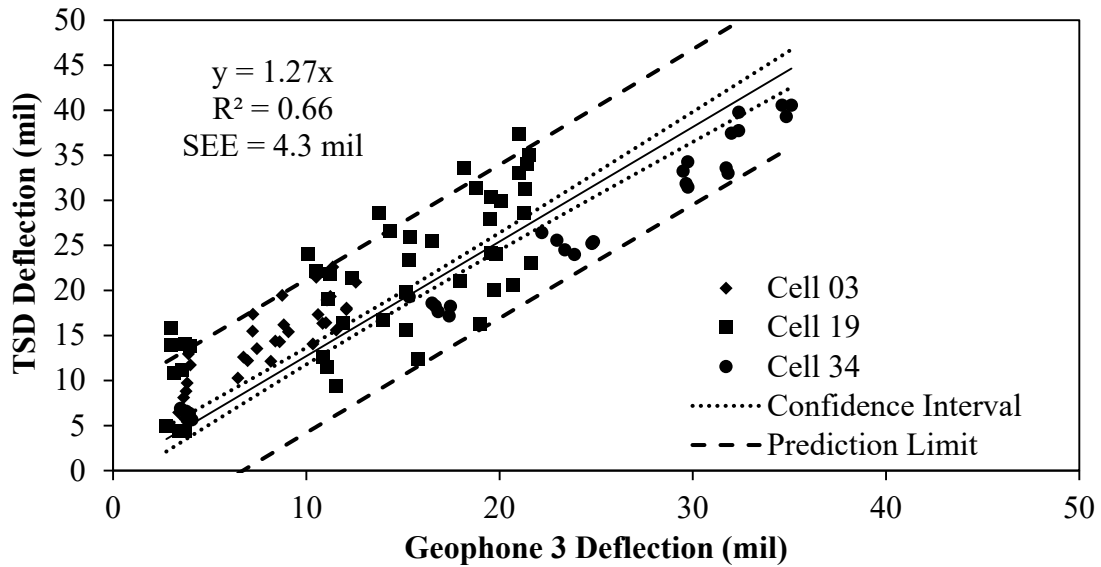 50
45
40
35
30
25
20
15
10
5
0
TSD Deflection (mil)
y = 1.27x
R² = 0.66
SEE = 4.3 mil
Cell 03
Cell 19
Cell 34
Confidence Interval
Prediction Limit
0 10 20 30 40 50
Geophone 3 Deflection (mil)